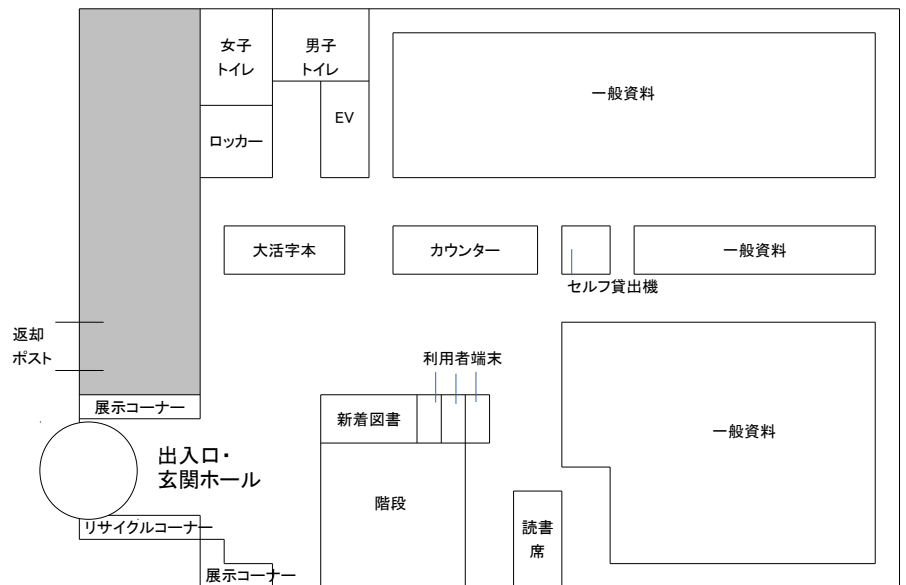 女子
トイレ
男子
トイレ
一般資料
EV
ロッカー
大活字本
カウンター
一般資料
セルフ貸出機
返却
ポスト
利用者端末
展示コーナー
新着図書
一般資料
出入口・
玄関ホール
階段
リサイクルコーナー
読書
席
展示コーナー